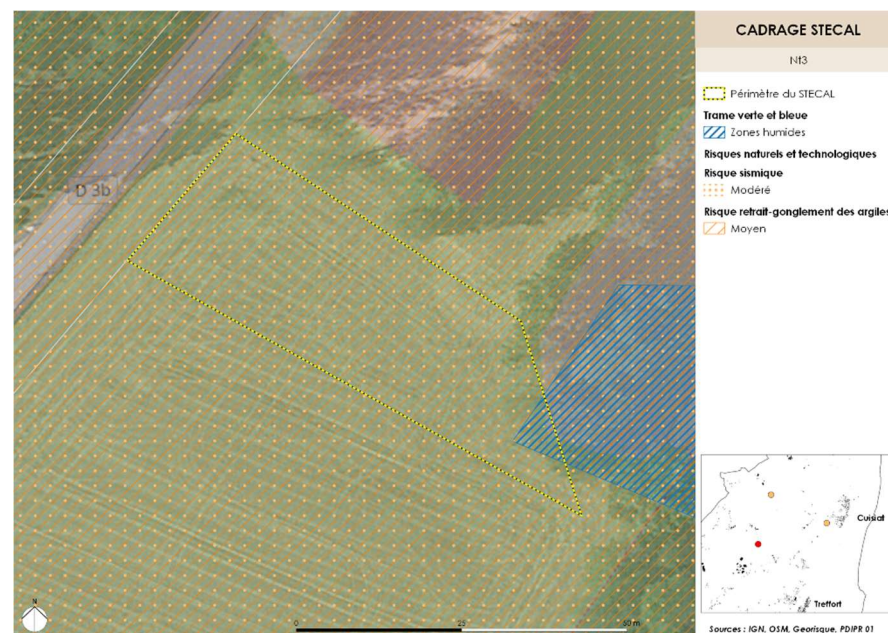 CADRAGE STECAL
Nt3
Périmètre du STECAL
Trame verte et bleue
Zones humides
Risques naturels et technologiques
Risque sismique
Modéré
Risque retrait-gonglement des argiles
Moyen
D 3b
N
0
25
50 m
Cuisiat
Treffort
Sources : IGN, OSM, Georisque, PDIPR 01